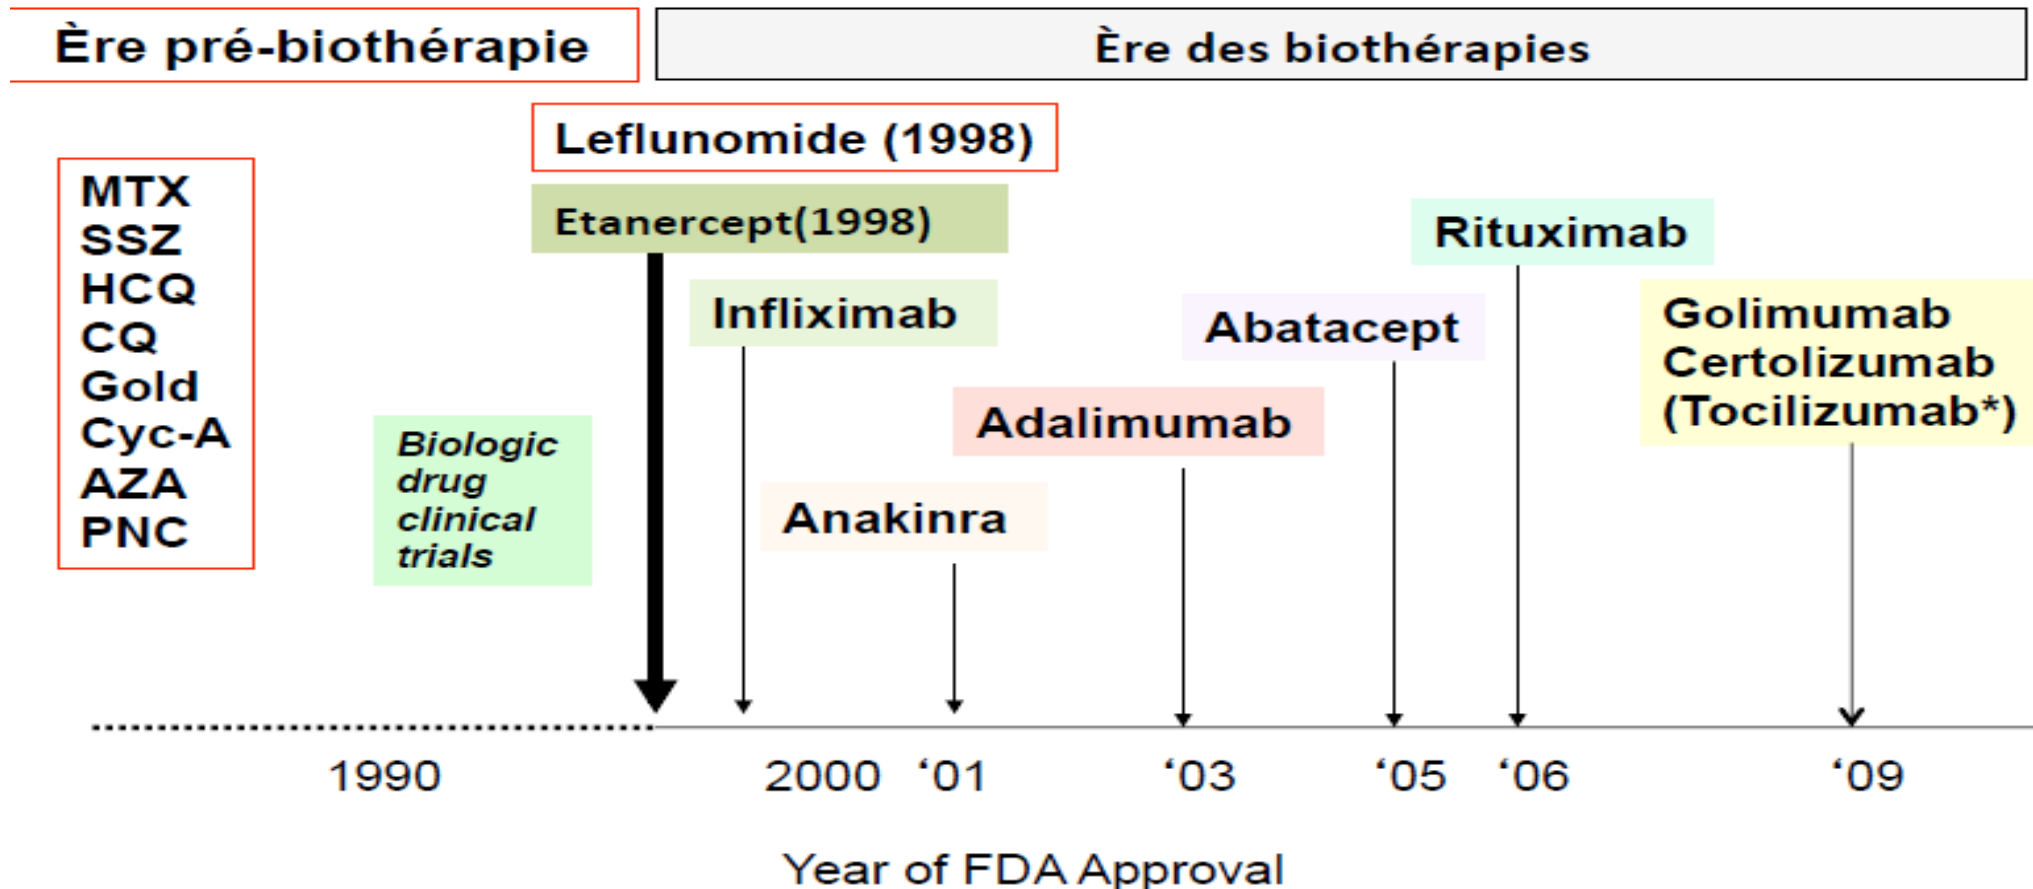 Ère pré-biothérapie
Ère des biothérapies
Leflunomide (1998)
MTX
SSZ
HCQ
CQ
Gold
Cyc-A
AZA
PNC
Etanercept(1998)
Rituximab
Infliximab
Abatacept
Golimumab
Certolizumab
(Tocilizumab*)
Adalimumab
Biologic
drug
clinical
trials
Anakinra
1990
2000
‘01
‘03
‘05
‘06
‘09
Year of FDA Approval